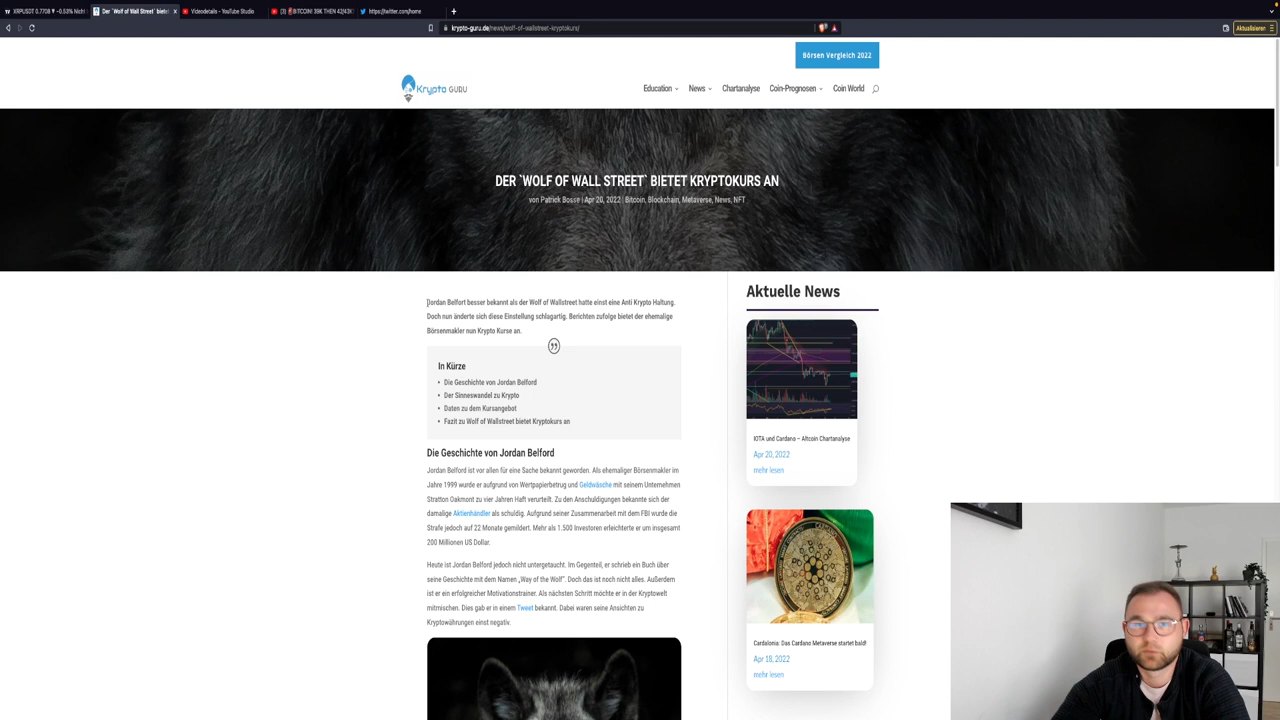 XRPUSDT 0.7708 ▼ −0.53% Nich!
Der `Wolf of Wall Street` bietet
Videodetails - YouTube Studio
https://twitter.com/home
krypto-guru.de/news/wolf-of-wallstreet-kryptokurs/
Aktualisieren
Börsen Vergleich 2022
Krypto GURU
Education
News
Chartanalyse
Coin-Prognosen
Coin World
DER `WOLF OF WALL STREET` BIETET KRYPTOKURS AN
von Patrick Bosse | Apr 20, 2022 | Bitcoin, Blockchain, Metaverse, News, NFT
Jordan Belfort besser bekannt als der Wolf of Wallstreet hatte einst eine Anti Krypto Haltung.
Doch nun änderte sich diese Einstellung schlagartig. Berichten zufolge bietet der ehemalige
Börsenmakler nun Krypto Kurse an.
In Kürze
• Die Geschichte von Jordan Belford
• Der Sinneswandel zu Krypto
• Daten zu dem Kursangebot
• Fazit zu Wolf of Wallstreet bietet Kryptokurs an
Die Geschichte von Jordan Belford
Jordan Belford ist vor allen für eine Sache bekannt geworden. Als ehemaliger Börsenmakler im
Jahre 1999 wurde er aufgrund von Wertpapierbetrug und Geldwäsche mit seinem Unternehmen
Stratton Oakmont zu vier Jahren Haft verurteilt. Zu den Anschuldigungen bekannte sich der
damalige Aktienhändler als schuldig. Aufgrund seiner Zusammenarbeit mit dem FBI wurde die
Strafe jedoch auf 22 Monate gemildert. Mehr als 1.500 Investoren erleichterte er um insgesamt
200 Millionen US Dollar.
Heute ist Jordan Belford jedoch nicht untergetaucht. Im Gegenteil, er schrieb ein Buch über
seine Geschichte mit dem Namen „Way of the Wolf". Doch das ist noch nicht alles. Außerdem
ist er ein erfolgreicher Motivationstrainer. Als nächsten Schritt möchte er in der Kryptowelt
mitmischen. Dies gab er in einem Tweet bekannt. Dabei waren seine Ansichten zu
Kryptowährungen einst negativ.
Aktuelle News
IOTA und Cardano – Altcoin Chartanalyse
Apr 20, 2022
mehr lesen
Cardalonia: Das Cardano Metaverse startet bald!
Apr 18, 2022
mehr lesen